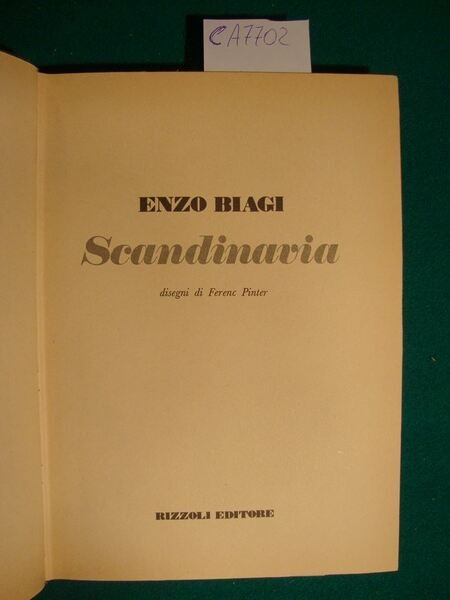 CA7702
ENZO BIAGI
Scandinavia
disegni di Ferenc Pinter
RIZZOLI EDITORE